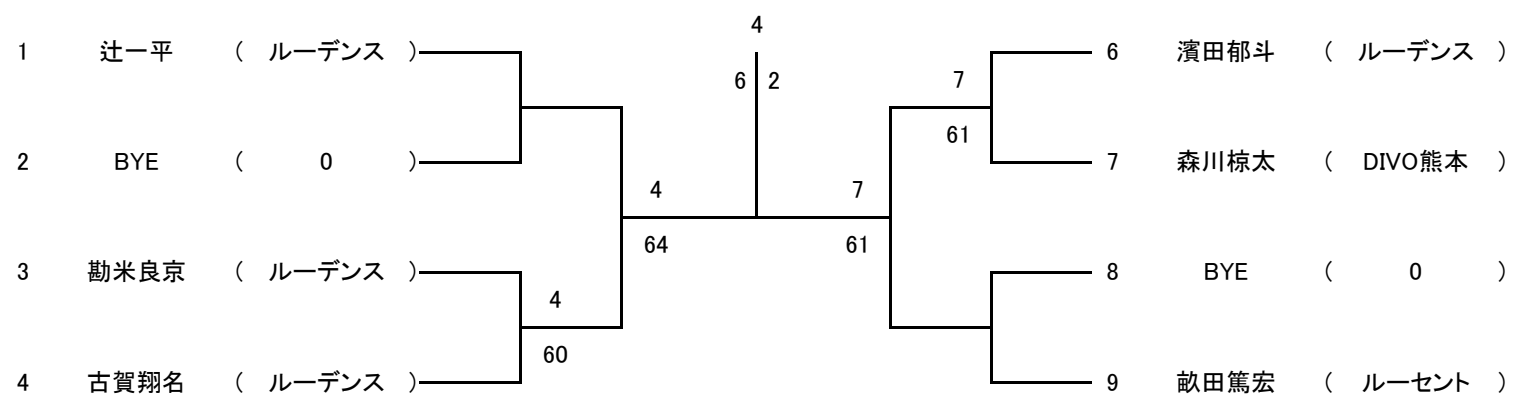 4
1 辻一平 ( ルーデンス ) 6 濱田郁斗 ( ルーデンス )
6 2 7
61
2 BYE ( 0 ) 7 森川椋太 ( DIVO熊本 )
4 7
64 61
3 勘米良京 ( ルーデンス ) 8 BYE ( 0 )
4
60
4 古賀翔名 ( ルーデンス ) 9 畝田篤宏 ( ルーセント )